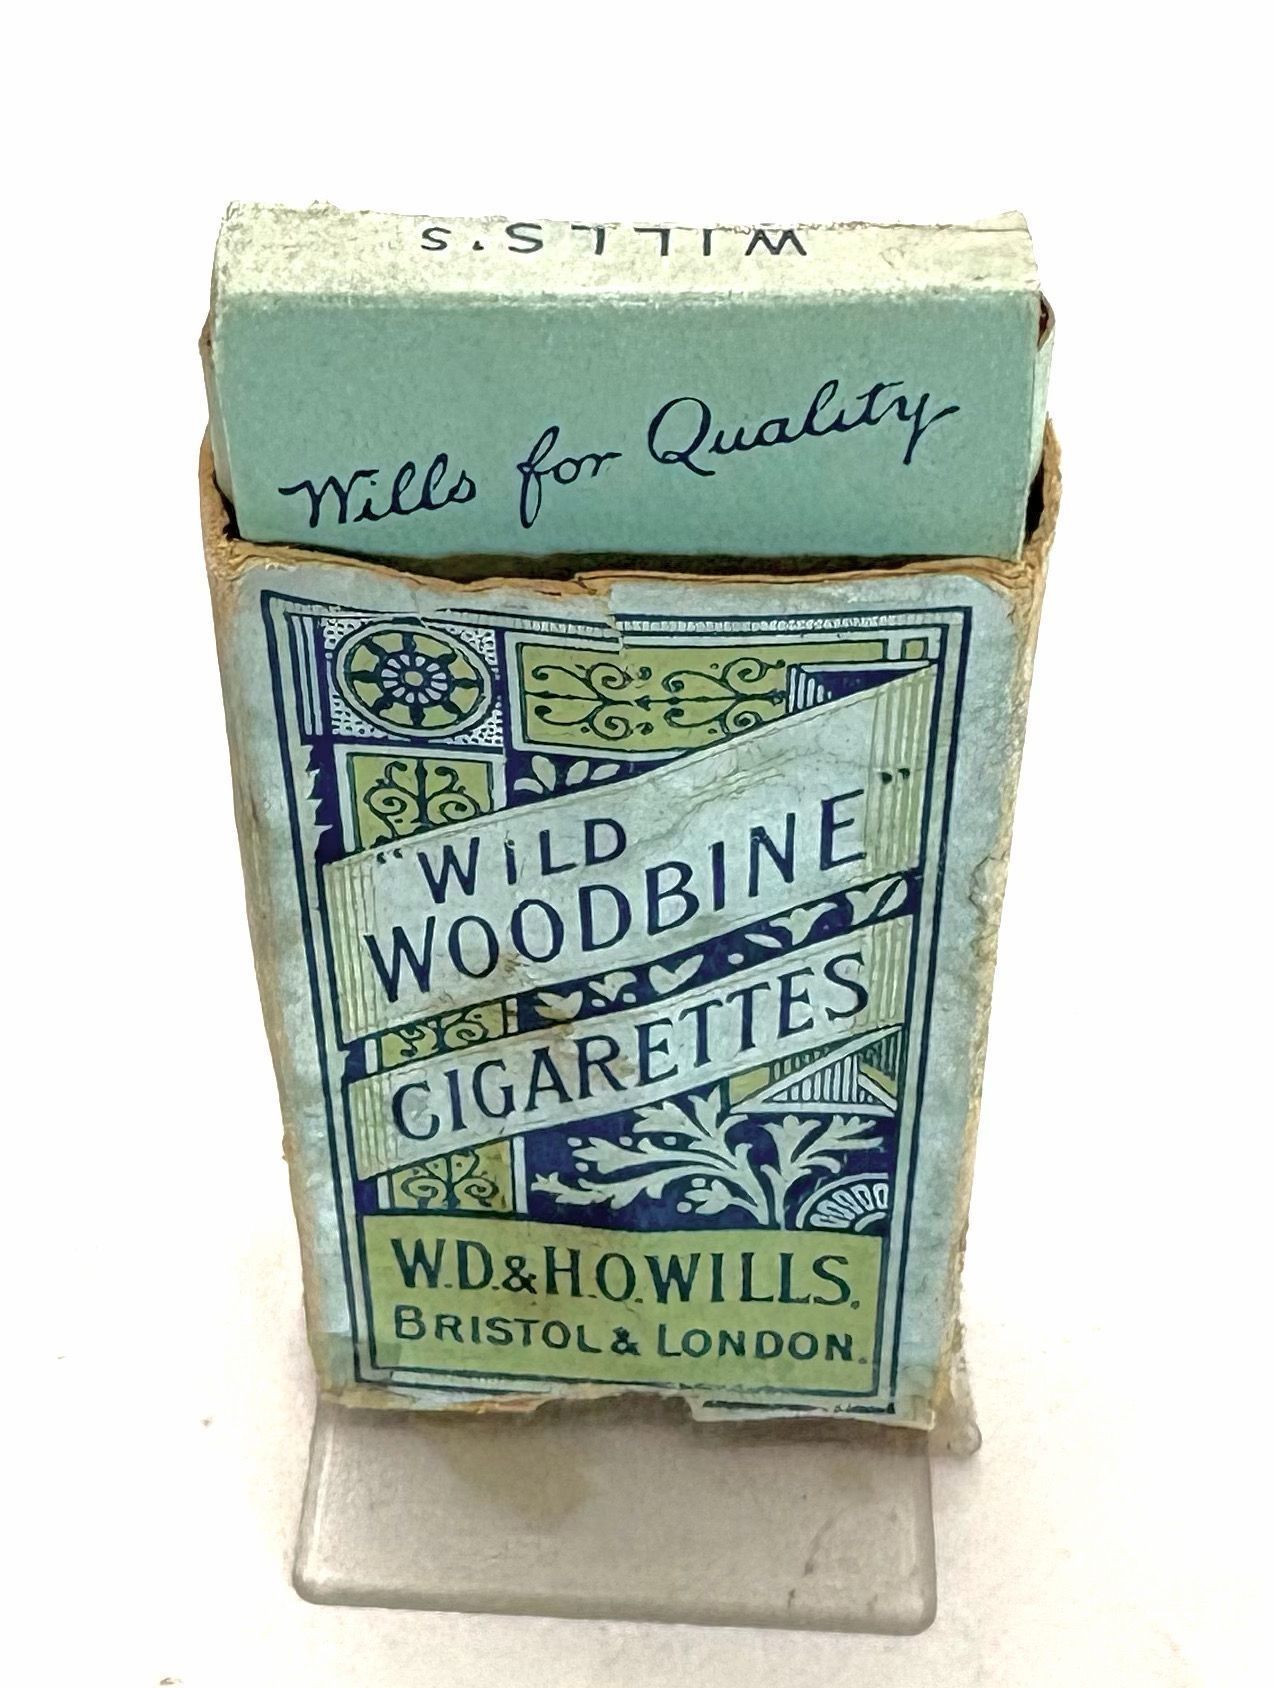 WILLS'S
Wills for Quality
"WILD
WOODBINE"
CIGARETTES
W.D.&H.O.WILLS.
BRISTOL & LONDON.